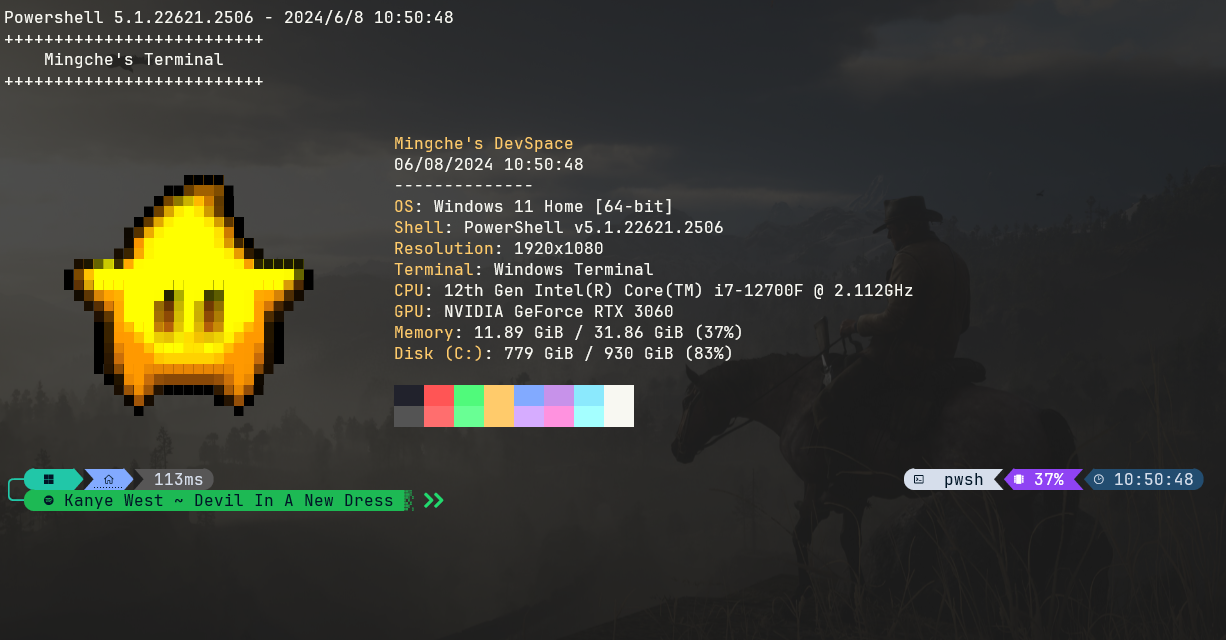 Powershell 5.1.22621.2506 - 2024/6/8 10:50:48
++++++++++++++++++++++++++
Mingche's Terminal
++++++++++++++++++++++++++
Mingche's DevSpace
06/08/2024 10:50:48
--------------
OS: Windows 11 Home [64-bit]
Shell: PowerShell v5.1.22621.2506
Resolution: 1920x1080
Terminal: Windows Terminal
CPU: 12th Gen Intel(R) Core(TM) i7-12700F @ 2.112GHz
GPU: NVIDIA GeForce RTX 3060
Memory: 11.89 GiB / 31.86 GiB (37%)
Disk (C:): 779 GiB / 930 GiB (83%)
113ms pwsh 37% 10:50:48
Kanye West ~ Devil In A New Dress